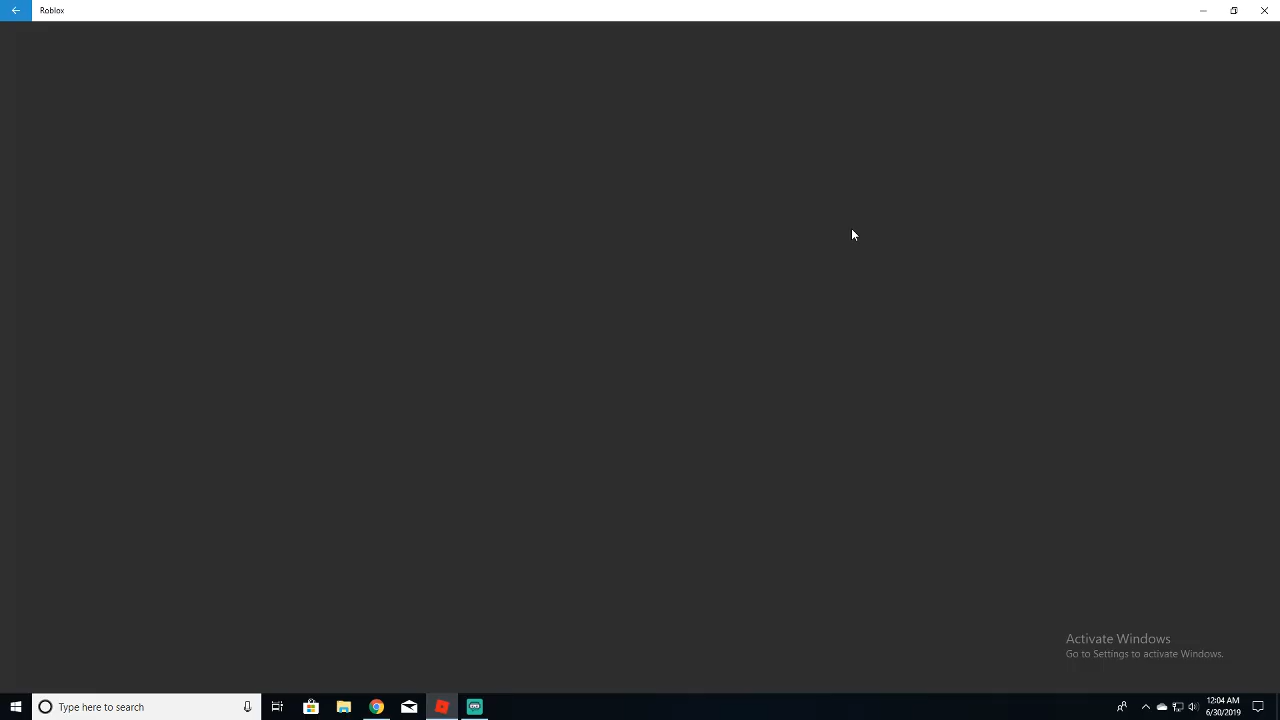 Roblox
Activate Windows
Go to Settings to activate Windows.
Type here to search
12:04 AM
6/30/2019